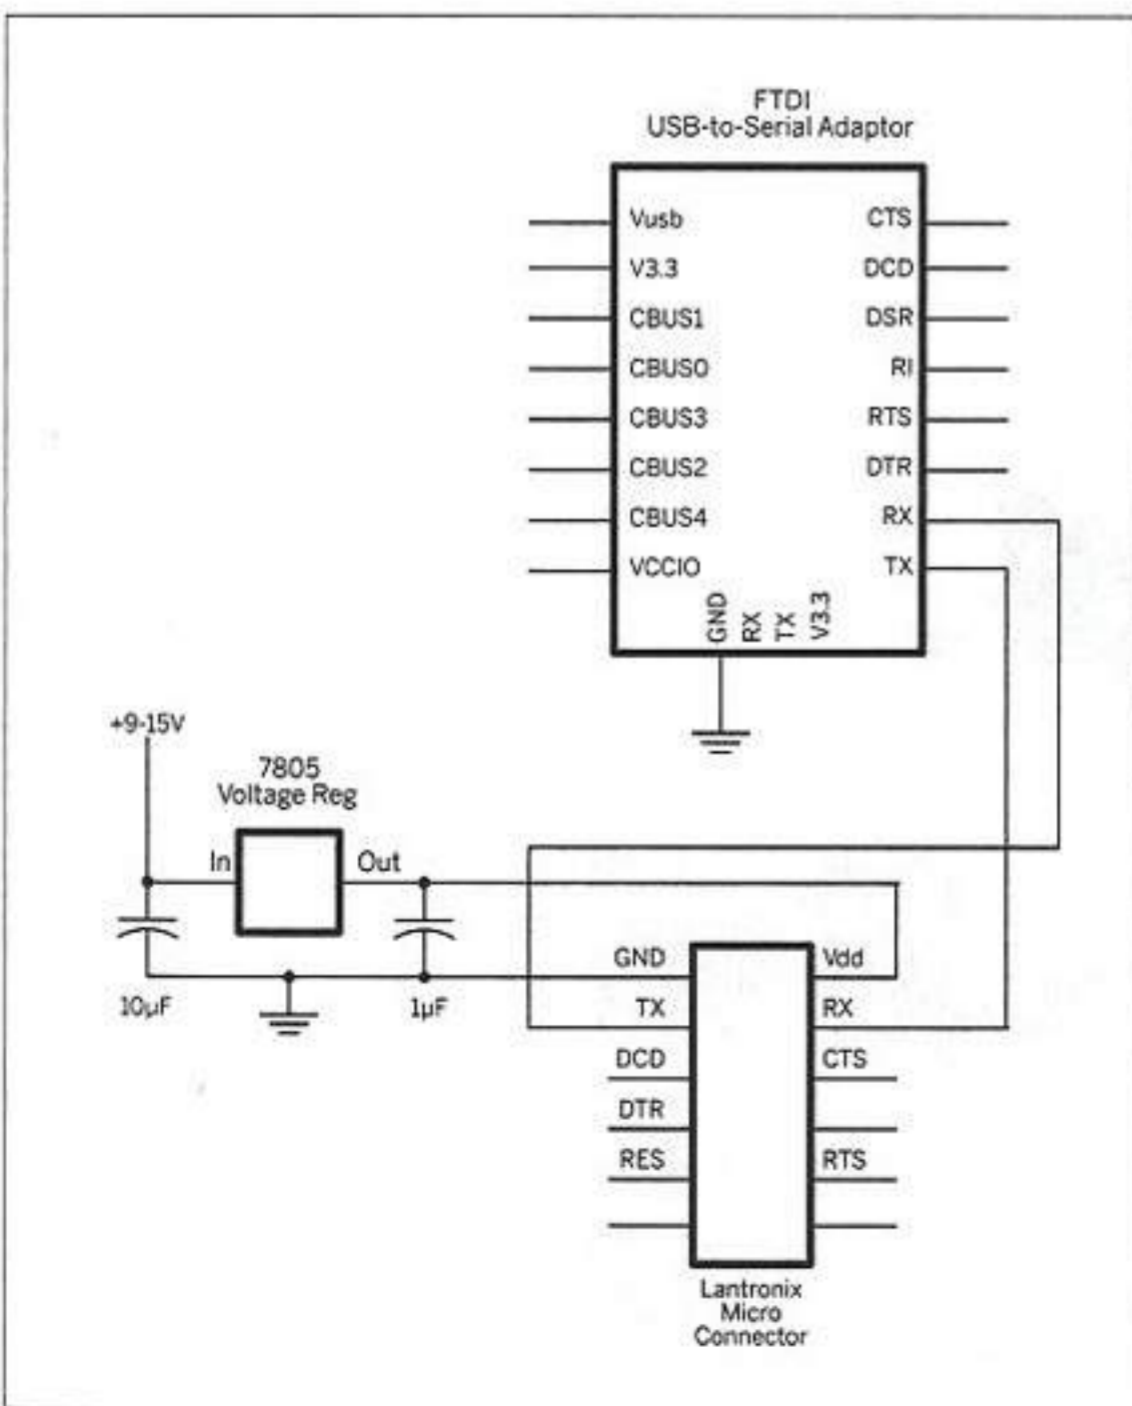 FTDI
USB-to-Serial Adaptor
Vusb
CTS
V3.3
DCD
CBUS1
DSR
CBUS0
RI
CBUS3
RTS
CBUS2
DTR
CBUS4
RX
VCCIO
TX
GND
RX
TX
V3.3
+9-15V
7805
Voltage Reg
In
Out
10µF
1µF
GND
Vdd
TX
RX
DCD
CTS
DTR
RES
RTS
Lantronix
Micro
Connector